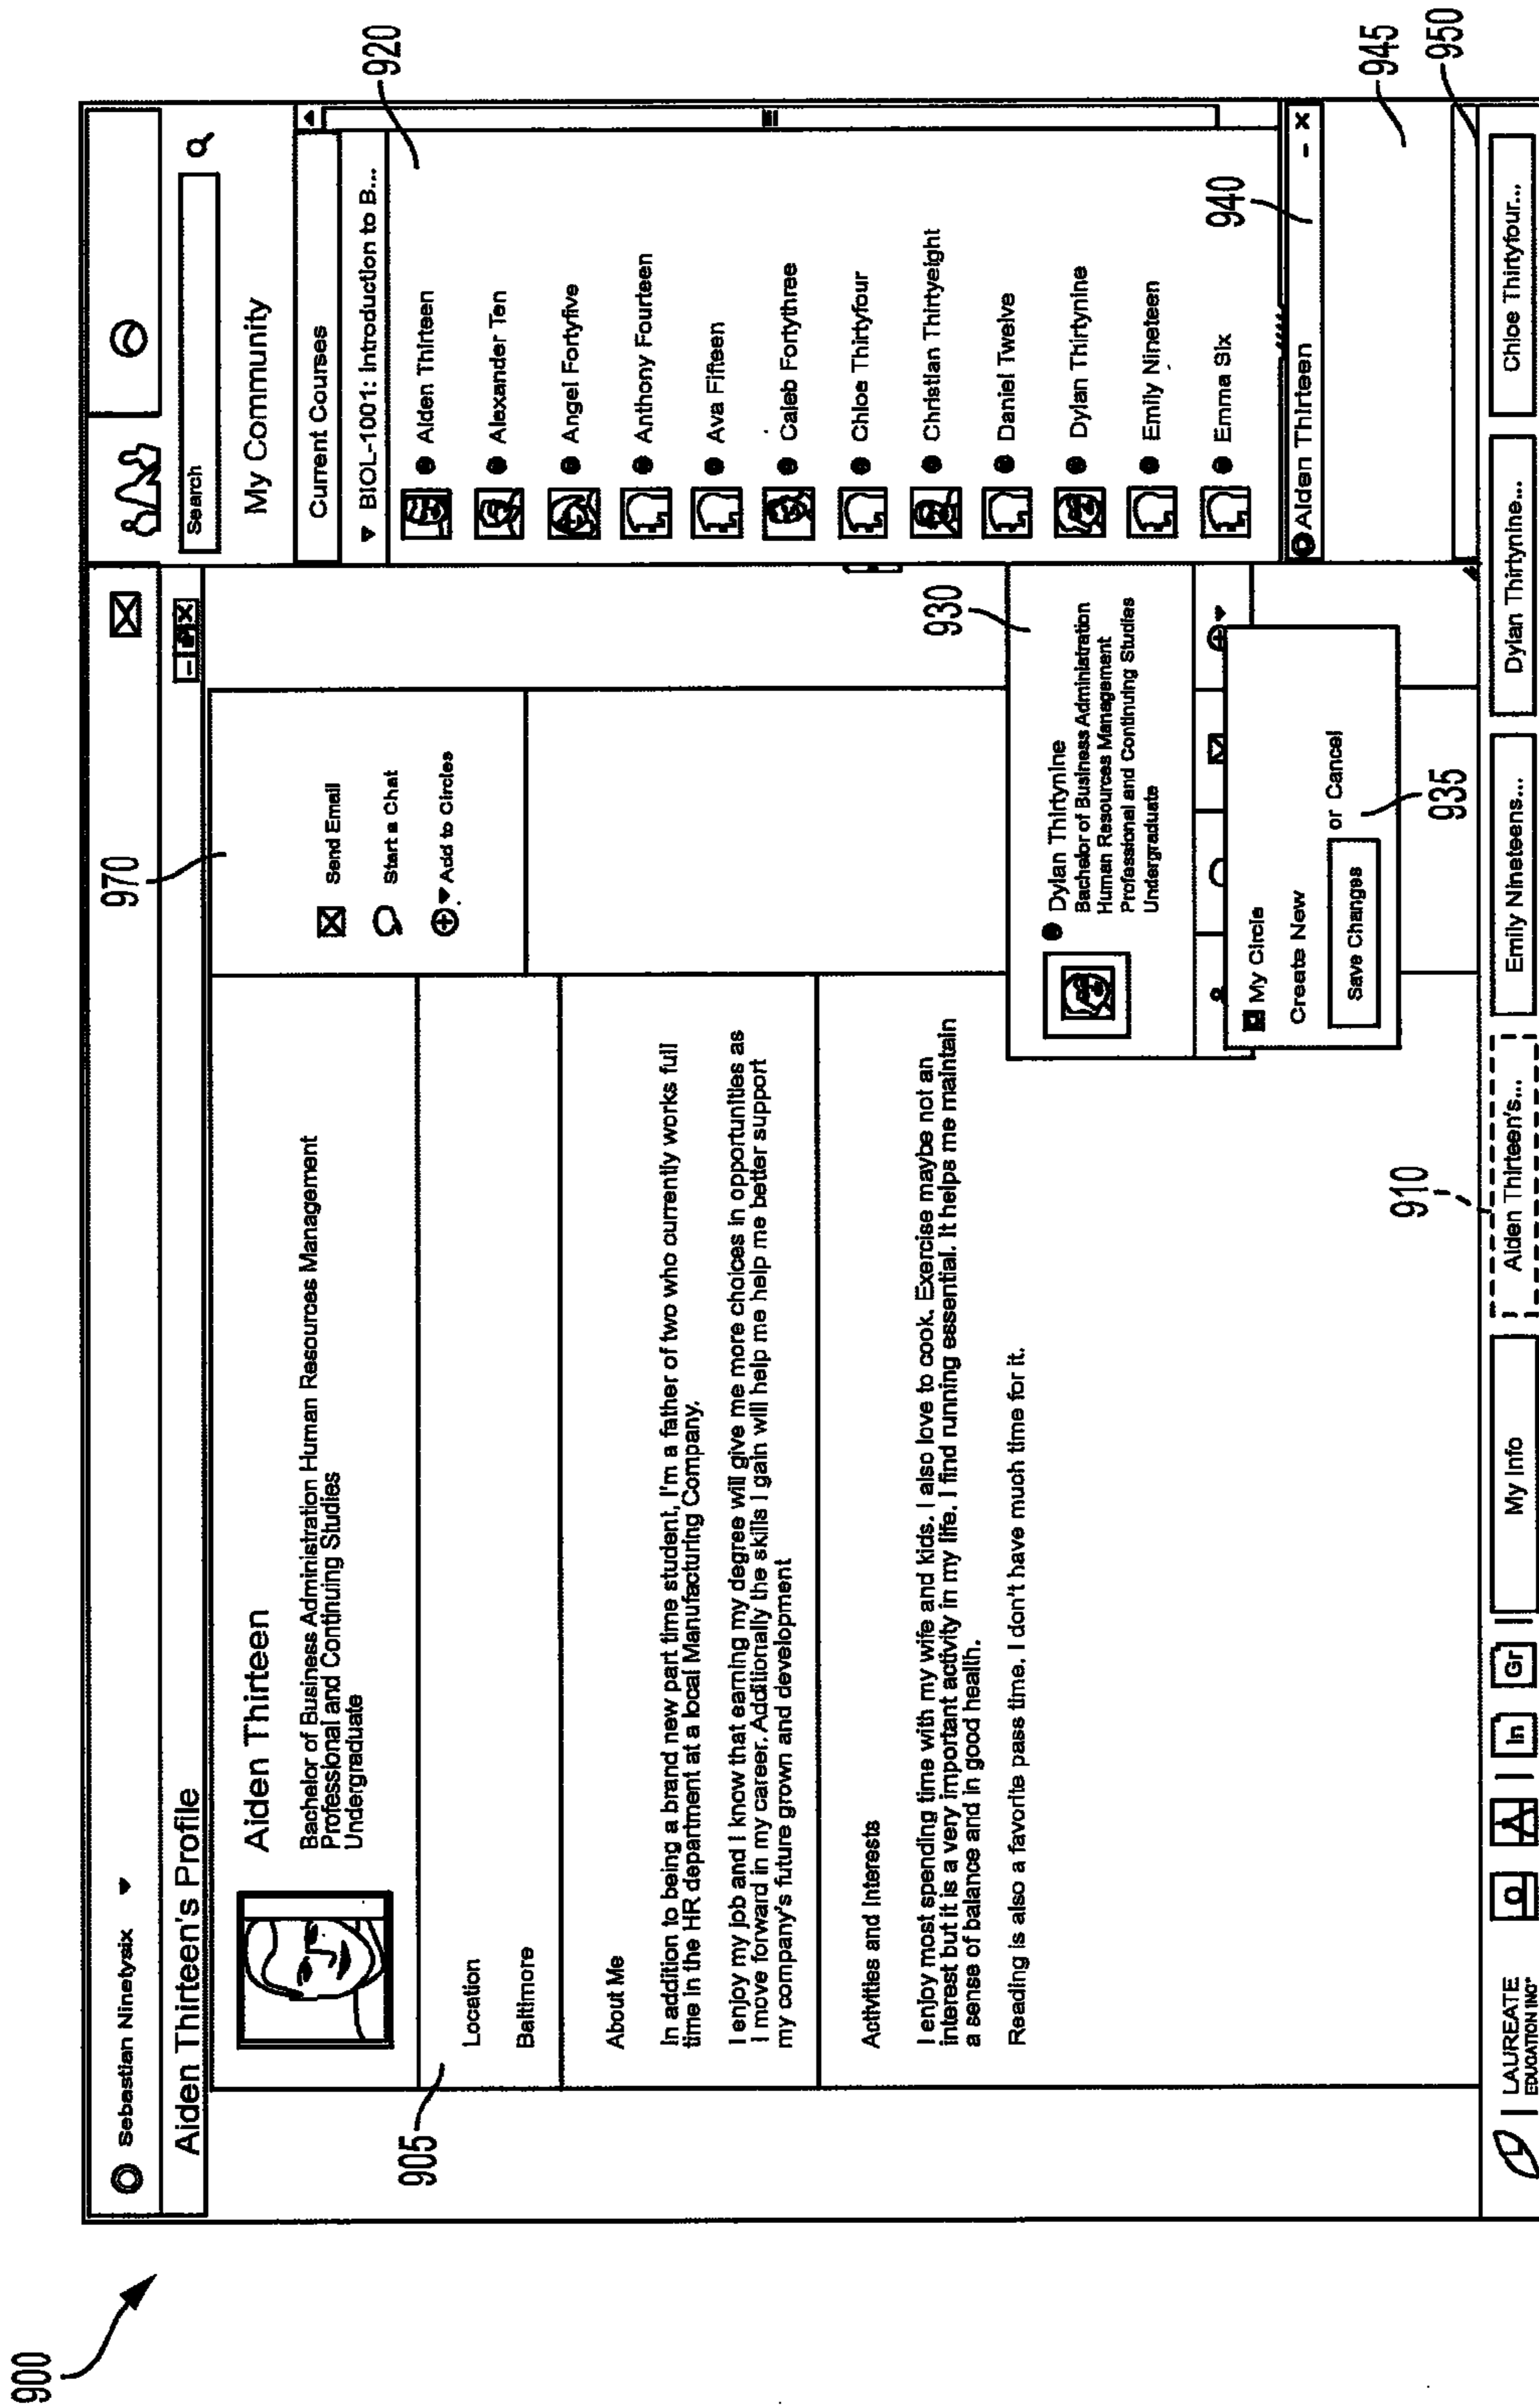 900
970
Sebastian Ninetysix
Aiden Thirteen's Profile
Aiden Thirteen
Bachelor of Business Administration Human Resources Management
Professional and Continuing Studies
Undergraduate
Send Email
Start a Chat
Add to Circles
905
Location
Baltimore
About Me
In addition to being a brand new part time student, I'm a father of two who currently works full
time in the HR department at a local Manufacturing Company.
I enjoy my job and I know that earning my degree will give me more choices in opportunities as
I move forward in my career. Additionally the skills I gain will help me help me better support
my company's future grown and development
Activities and Interests
I enjoy most spending time with my wife and kids. I also love to cook. Exercise maybe not an
interest but it is a very important activity in my life. I find running essential. It helps me maintain
a sense of balance and in good health.
Reading is also a favorite pass time. I don't have much time for it.
Search
My Community
Current Courses
BIOL-1001: Introduction to B...
920
Aiden Thirteen
Alexander Ten
Angel Fortyfive
Anthony Fourteen
Ava Fifteen
Caleb Fortythree
Chloe Thirtyfour
Christian Thirtyeight
Daniel Twelve
Dylan Thirtynine
Emily Nineteen
Emma Six
930
Dylan Thirtynine
Bachelor of Business Administration
Human Resources Management
Professional and Continuing Studies
Undergraduate
My Circle
Create New
Save Changes or Cancel
935
940
Aiden Thirteen
945
950
910
LAUREATE
EDUCATION INC
In
Gr
My Info
Aiden Thirteen's...
Emily Nineteens...
Dylan Thirtynine...
Chloe Thirtyfour...